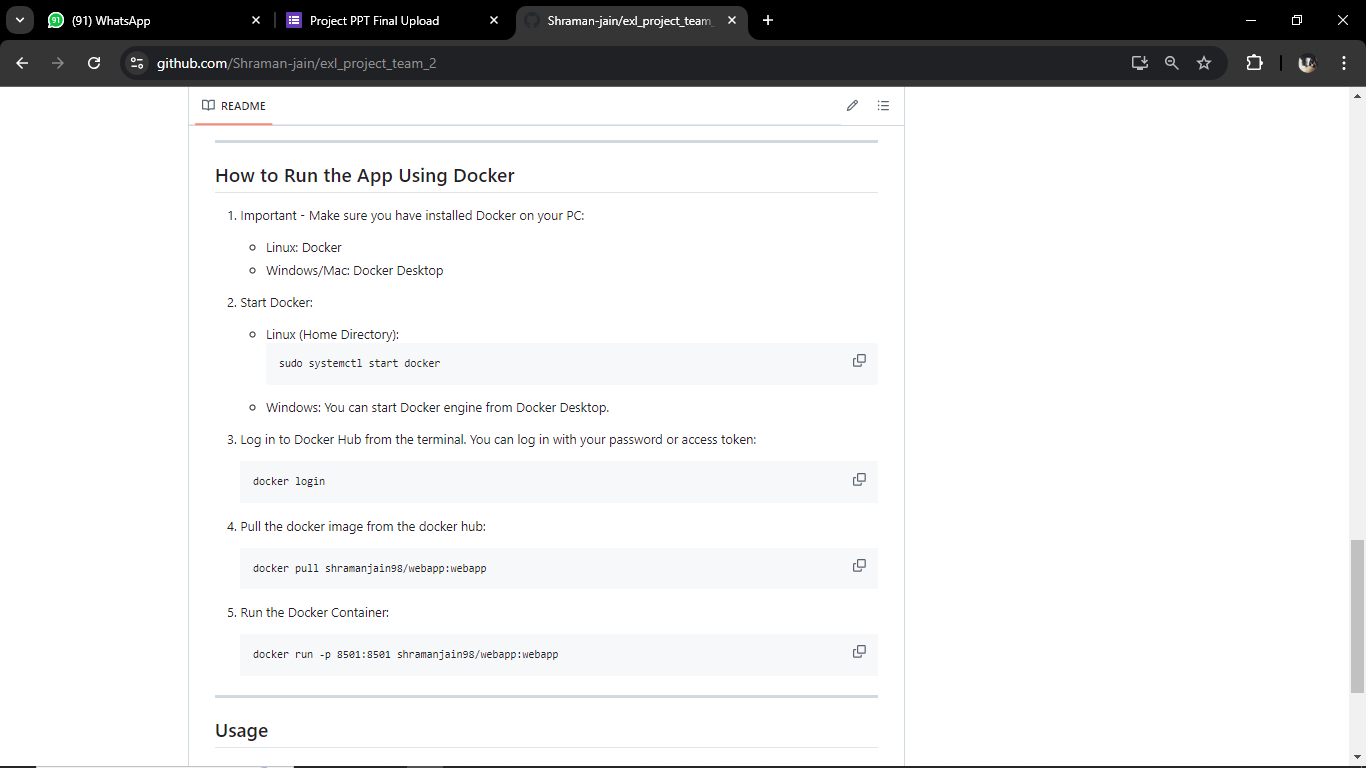 (91) WhatsApp
Project PPT Final Upload
Shraman-jain/exl_project_team_
github.com/Shraman-jain/exl_project_team_2
README
How to Run the App Using Docker
1. Important - Make sure you have installed Docker on your PC:
Linux: Docker
Windows/Mac: Docker Desktop
2. Start Docker:
Linux (Home Directory):
sudo systemctl start docker
Windows: You can start Docker engine from Docker Desktop.
3. Log in to Docker Hub from the terminal. You can log in with your password or access token:
docker login
4. Pull the docker image from the docker hub:
docker pull shramanjain98/webapp:webapp
5. Run the Docker Container:
docker run -p 8501:8501 shramanjain98/webapp:webapp
Usage